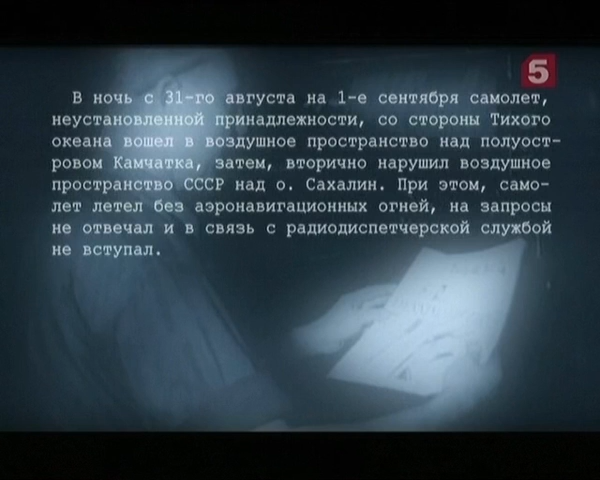 5
В ночь с 31-го августа на 1-е сентября самолет,
неустановленной принадлежности, со стороны Тихого
океана вошел в воздушное пространство над полуост-
ровом Камчатка, затем, вторично нарушил воздушное
пространство СССР над о. Сахалин. При этом, само-
лет летел без аэронавигационных огней, на запросы
не отвечал и в связь с радиодиспетчерской службой
не вступал.